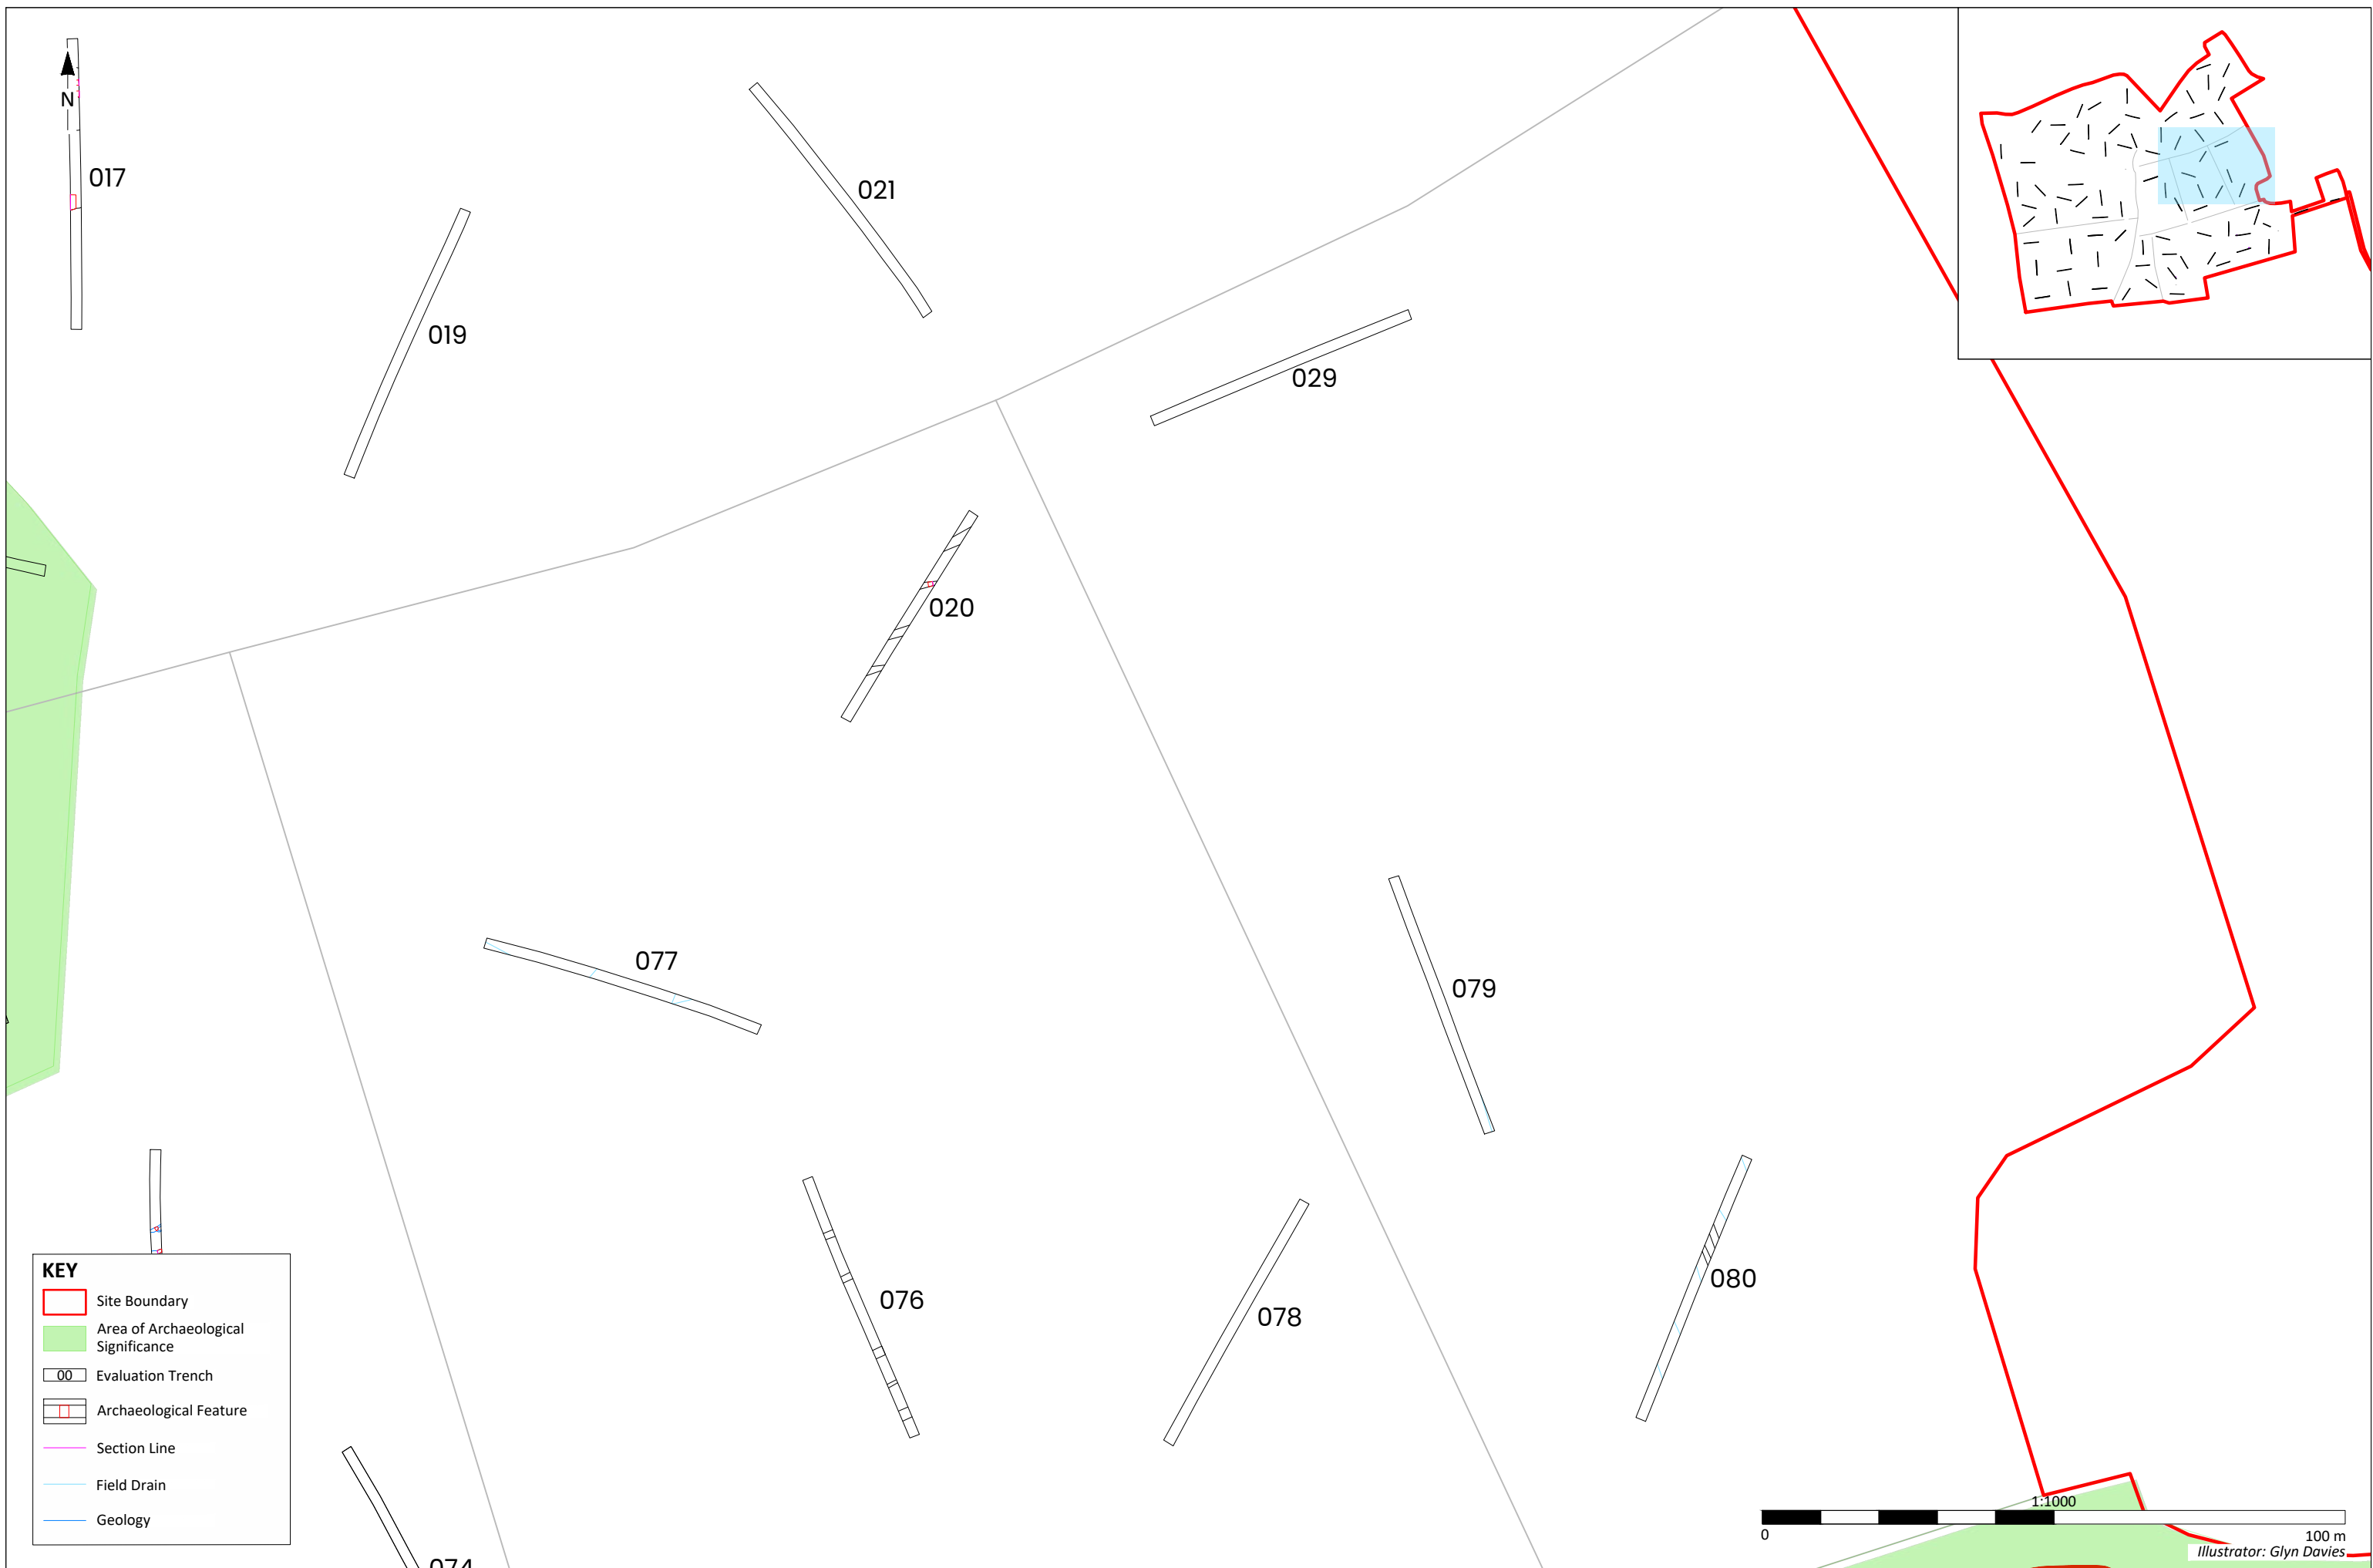 N
017
021
019
029
020
077
079
076
078
080
074
KEY
Site Boundary
Area of Archaeological
Significance
00 Evaluation Trench
Archaeological Feature
Section Line
Field Drain
Geology
1:1000
0 100 m
Illustrator: Glyn Davies